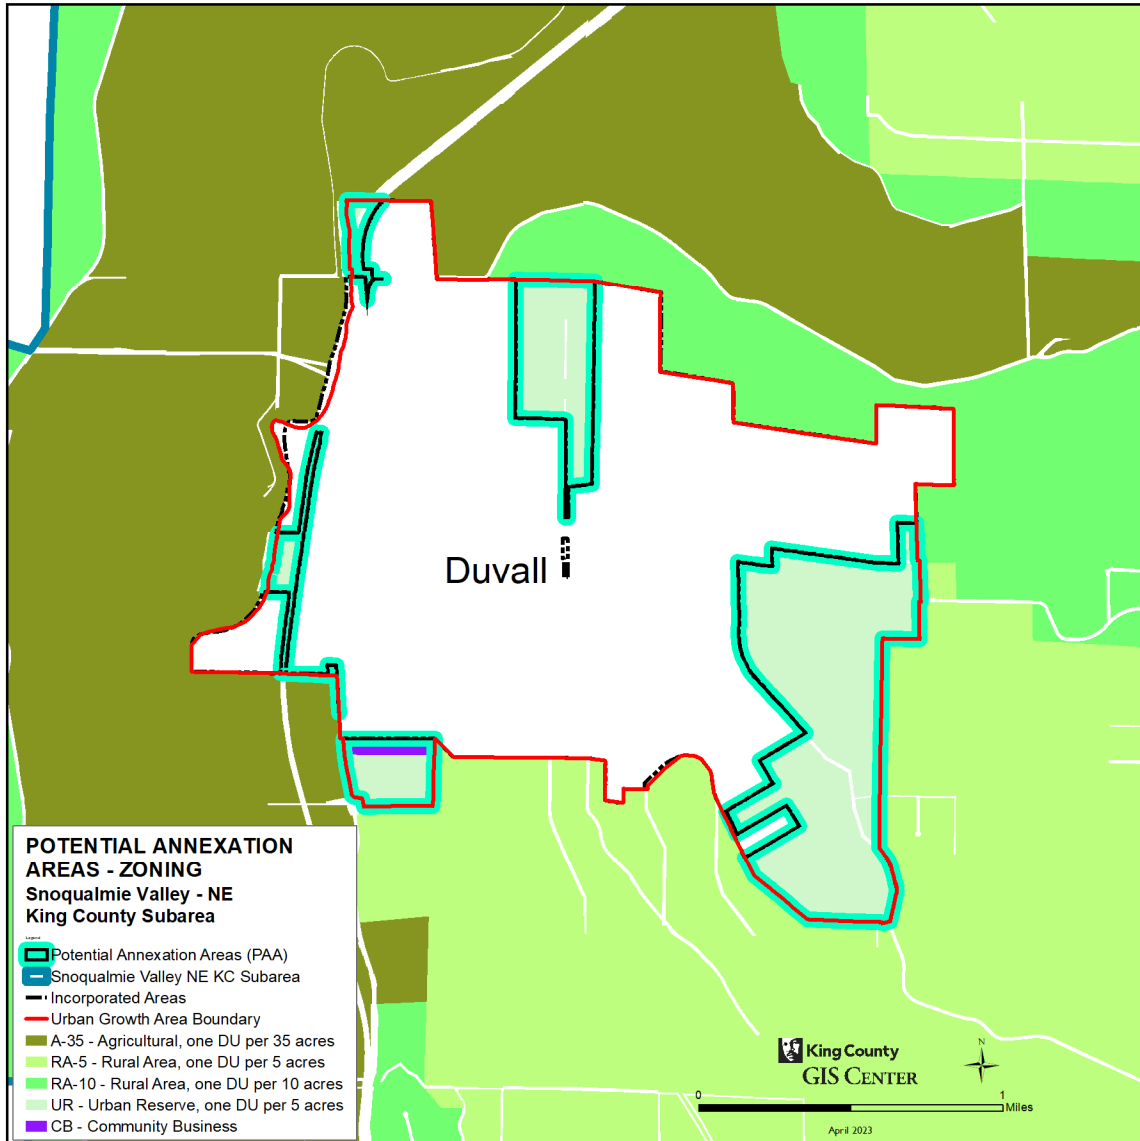 Duvall
POTENTIAL ANNEXATION
AREAS - ZONING
Snoqualmie Valley - NE
King County Subarea
Legend
Potential Annexation Areas (PAA)
Snoqualmie Valley NE KC Subarea
Incorporated Areas
Urban Growth Area Boundary
A-35 - Agricultural, one DU per 35 acres
RA-5 - Rural Area, one DU per 5 acres
RA-10 - Rural Area, one DU per 10 acres
UR - Urban Reserve, one DU per 5 acres
CB - Community Business
King County
GIS CENTER
N
0 1
Miles
April 2023